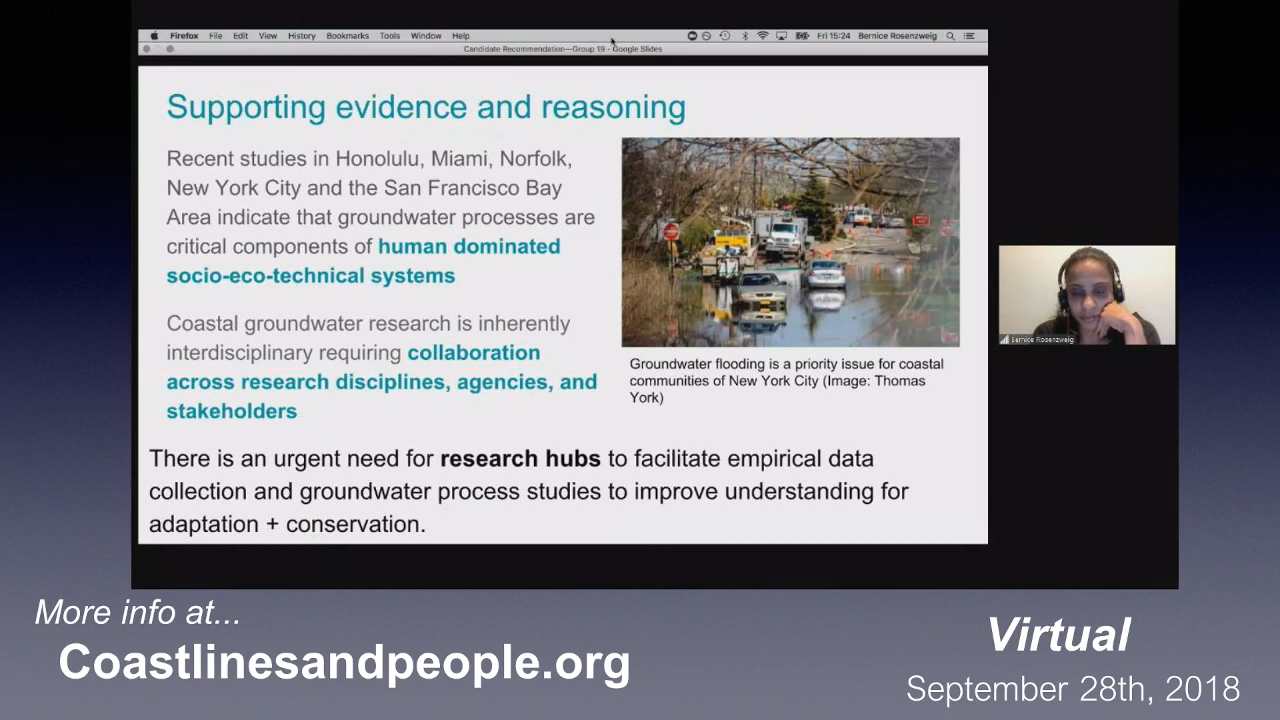 Firefox File Edit View History Bookmarks Tools Window Help Fri 15:24 Bernice Rosenzweig
Candidate Recommendation—Group 19 - Google Slides
Supporting evidence and reasoning
Recent studies in Honolulu, Miami, Norfolk,
New York City and the San Francisco Bay
Area indicate that groundwater processes are
critical components of human dominated
socio-eco-technical systems
Coastal groundwater research is inherently
interdisciplinary requiring collaboration
across research disciplines, agencies, and
stakeholders
Groundwater flooding is a priority issue for coastal
communities of New York City (Image: Thomas
York)
There is an urgent need for research hubs to facilitate empirical data
collection and groundwater process studies to improve understanding for
adaptation + conservation.
Bernice Rosenzweig
More info at...
Coastlinesandpeople.org
Virtual
September 28th, 2018